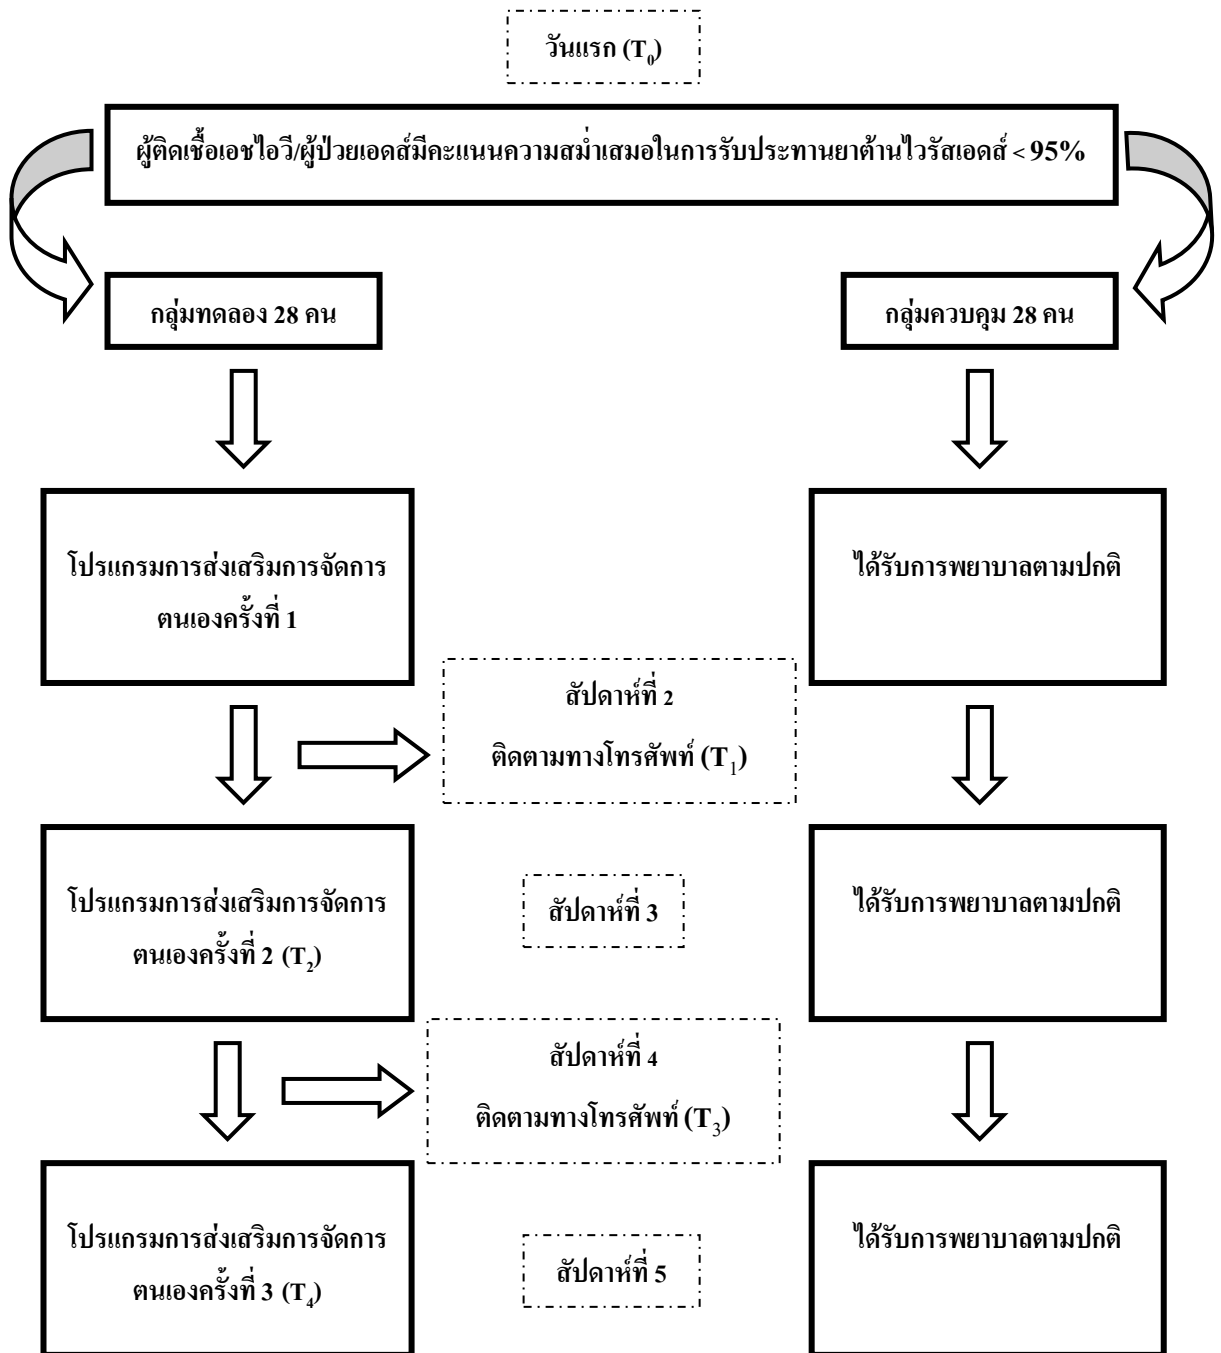 วันแรก (T0)
ผู้ติดเชื้อเอชไอวี/ผู้ป่วยเอดส์มีคะแนนความสม่ำเสมอในการรับประทานยาต้านไวรัสเอดส์ < 95%
กลุ่มทดลอง 28 คน
กลุ่มควบคุม 28 คน
โปรแกรมการส่งเสริมการจัดการ
ตนเองครั้งที่ 1
ได้รับการพยาบาลตามปกติ
สัปดาห์ที่ 2
ติดตามทางโทรศัพท์ (T1)
โปรแกรมการส่งเสริมการจัดการ
ตนเองครั้งที่ 2 (T2)
สัปดาห์ที่ 3
ได้รับการพยาบาลตามปกติ
สัปดาห์ที่ 4
ติดตามทางโทรศัพท์ (T3)
โปรแกรมการส่งเสริมการจัดการ
ตนเองครั้งที่ 3 (T4)
สัปดาห์ที่ 5
ได้รับการพยาบาลตามปกติ